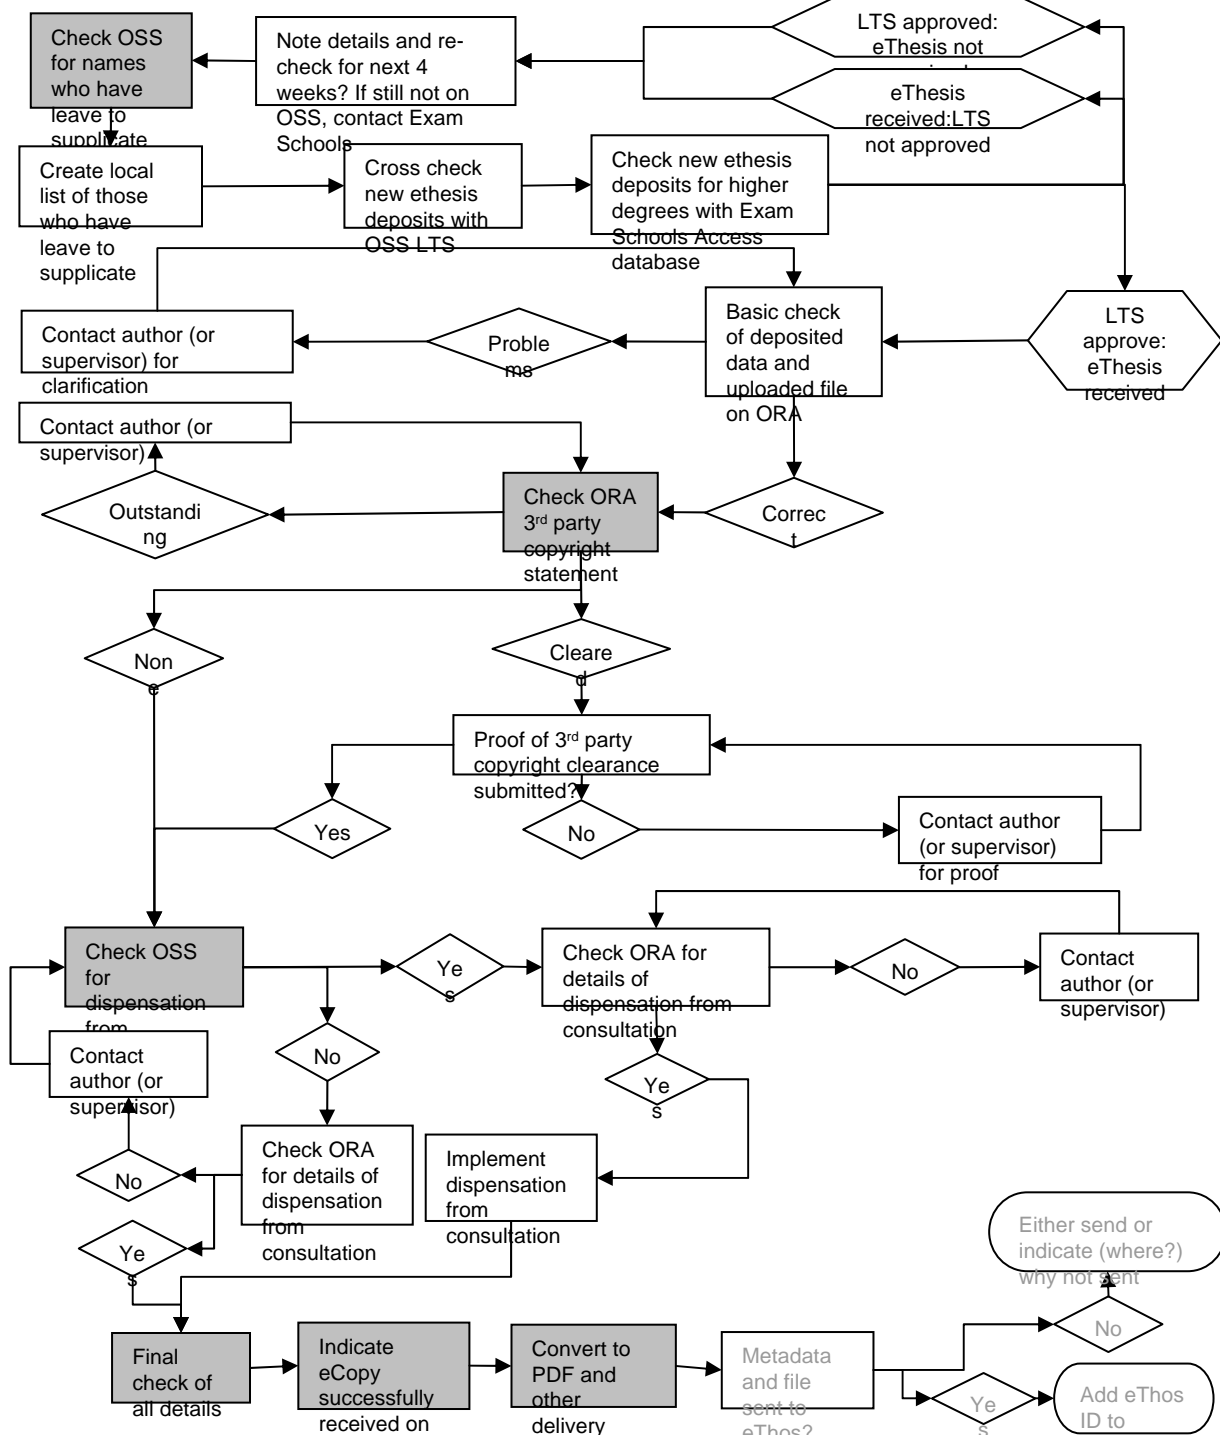 Check OSS
for names
who have
leave to
supplicate
Note details and re-
check for next 4
weeks? If still not on
OSS, contact Exam
Schools
LTS approved:
eThesis not
eThesis
received:LTS
not approved
Create local
list of those
who have
leave to
supplicate
Cross check
new ethesis
deposits with
OSS LTS
Check new ethesis
deposits for higher
degrees with Exam
Schools Access
database
Contact author (or
supervisor) for
clarification
Proble
ms
Basic check
of deposited
data and
uploaded file
on ORA
LTS
approve:
eThesis
received
Contact author (or
supervisor)
Outstandi
ng
Check ORA
3rd party
copyright
statement
Correc
t
Non
e
Cleare
d
Proof of 3rd party
copyright clearance
submitted?
Yes
No
Contact author
(or supervisor)
for proof
Check OSS
for
dispensation
from
Ye
s
Check ORA for
details of
dispensation from
consultation
No
Contact
author (or
supervisor)
Contact
author (or
supervisor)
No
Ye
s
No
Check ORA
for details of
dispensation
from
consultation
Implement
dispensation
from
consultation
Ye
s
Either send or
indicate (where?)
why not sent
Final
check of
all details
Indicate
eCopy
successfully
received on
Convert to
PDF and
other
delivery
Metadata
and file
sent to
eThos?
No
Ye
s
Add eThos
ID to